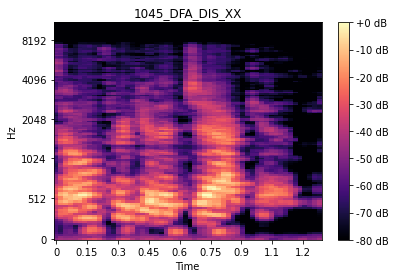 1045_DFA_DIS_XX
Hz
8192
4096
2048
1024
512
0
0 0.15 0.3 0.45 0.6 0.75 0.9 1.1 1.2
Time
+0 dB
-10 dB
-20 dB
-30 dB
-40 dB
-50 dB
-60 dB
-70 dB
-80 dB